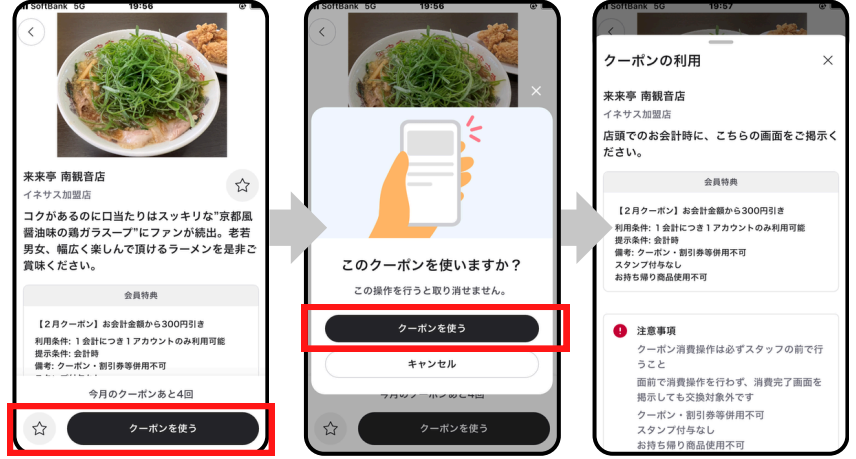 SoftBank 5G 19:56
来来亭 南観音店
イネサス加盟店
コクがあるのに口当たりはスッキリな"京都風
醤油味の鶏ガラスープ"にファンが続出。老若
男女、幅広く楽しんで頂けるラーメンを是非ご
賞味ください。
会員特典
【２月クーポン】お会計金額から300円引き
利用条件: １会計につき１アカウントのみ利用可能
提示条件: 会計時
備考: クーポン・割引券等併用不可
今月のクーポンあと4回
クーポンを使う
SoftBank 5G 19:56
このクーポンを使いますか？
この操作を行うと取り消せません。
クーポンを使う
キャンセル
今月のクーポンあと4回
クーポンを使う
SoftBank 5G 19:57
クーポンの利用
来来亭 南観音店
イネサス加盟店
店頭でのお会計時に、こちらの画面をご掲示く
ださい。
会員特典
【２月クーポン】お会計金額から300円引き
利用条件: １会計につき１アカウントのみ利用可能
提示条件: 会計時
備考: クーポン・割引券等併用不可
スタンプ付与なし
お持ち帰り商品使用不可
注意事項
クーポン消費操作は必ずスタッフの前で行
うこと
面前で消費操作を行わず、消費完了画面を
掲示しても交換対象外です
クーポン・割引券等併用不可
スタンプ付与なし
お持ち帰り商品使用不可